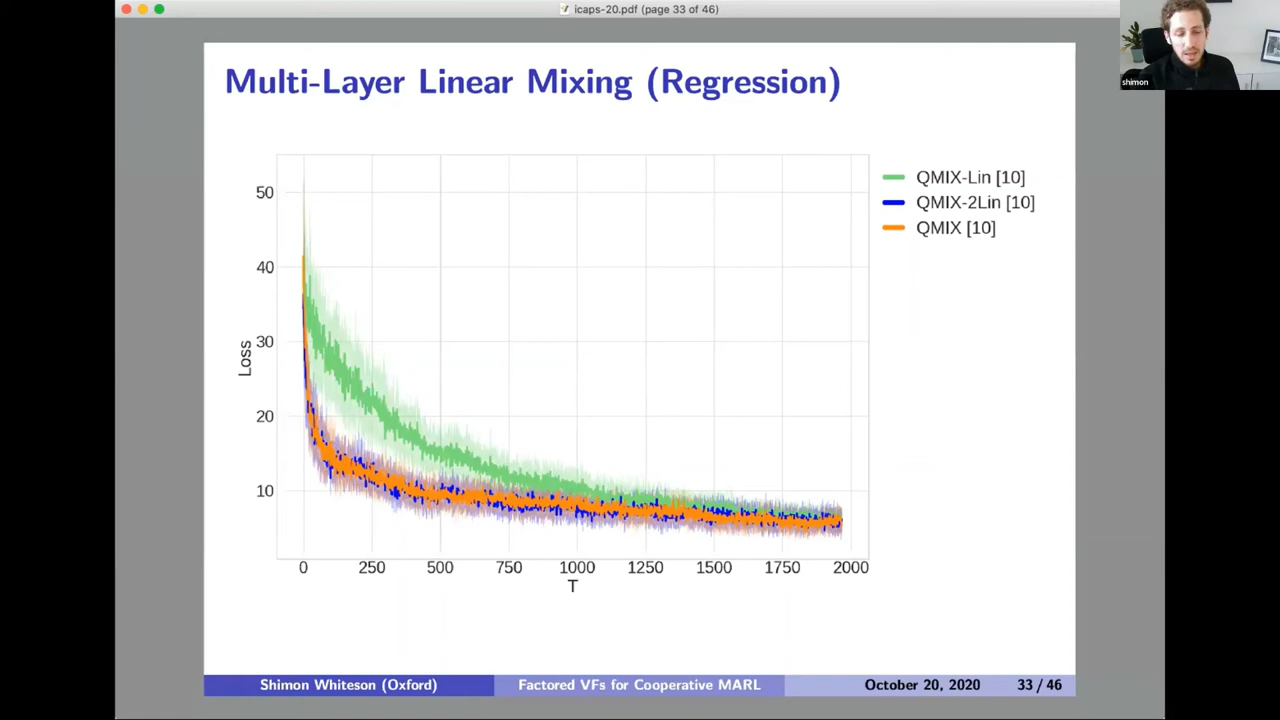 icaps-20.pdf (page 33 of 46)
shimon
Multi-Layer Linear Mixing (Regression)
QMIX-Lin [10]
QMIX-2Lin [10]
QMIX [10]
50
40
30
20
10
Loss
0 250 500 750 1000 1250 1500 1750 2000
T
Shimon Whiteson (Oxford) Factored VFs for Cooperative MARL October 20, 2020 33 / 46